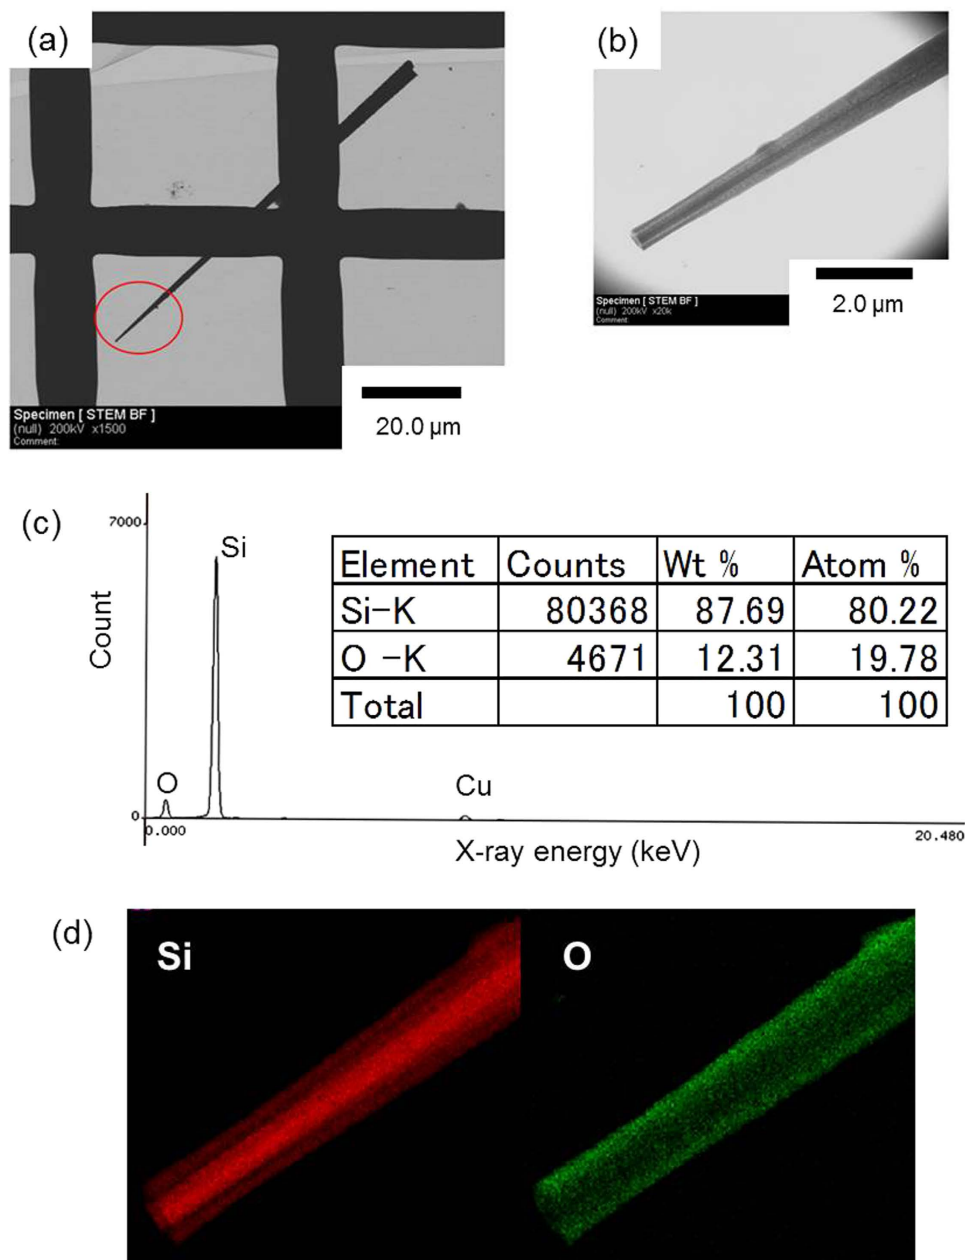 (a)
Specimen [ STEM BF ]
(null) 200kV x1500
Comment:
20.0 µm
(b)
Specimen [ STEM BF ]
(null) 200kV x20k
Comment:
2.0 µm
(c)
7000
Count
0
Si
O
Cu
0.000
20.480
X-ray energy (keV)
Element Counts Wt % Atom %
Si-K 80368 87.69 80.22
O -K 4671 12.31 19.78
Total 100 100
(d)
Si
O